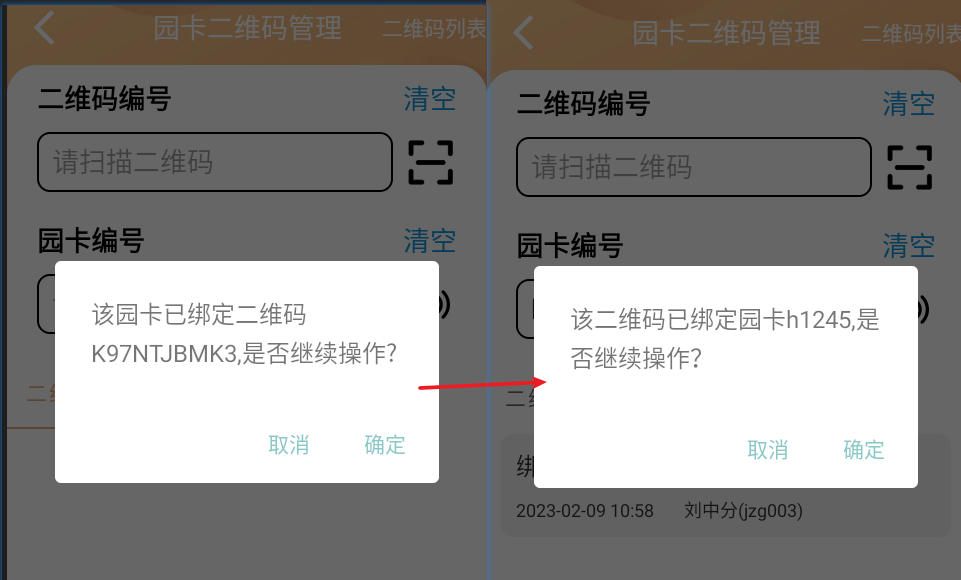 园卡二维码管理
二维码列表
二维码编号
清空
请扫描二维码
园卡编号
清空
该园卡已绑定二维码
K97NTJBMK3,是否继续操作?
取消
确定
园卡二维码管理
二维码列表
二维码编号
清空
请扫描二维码
园卡编号
清空
该二维码已绑定园卡h1245,是
否继续操作?
取消
确定
绑
2023-02-09 10:58
刘中分(jzg003)